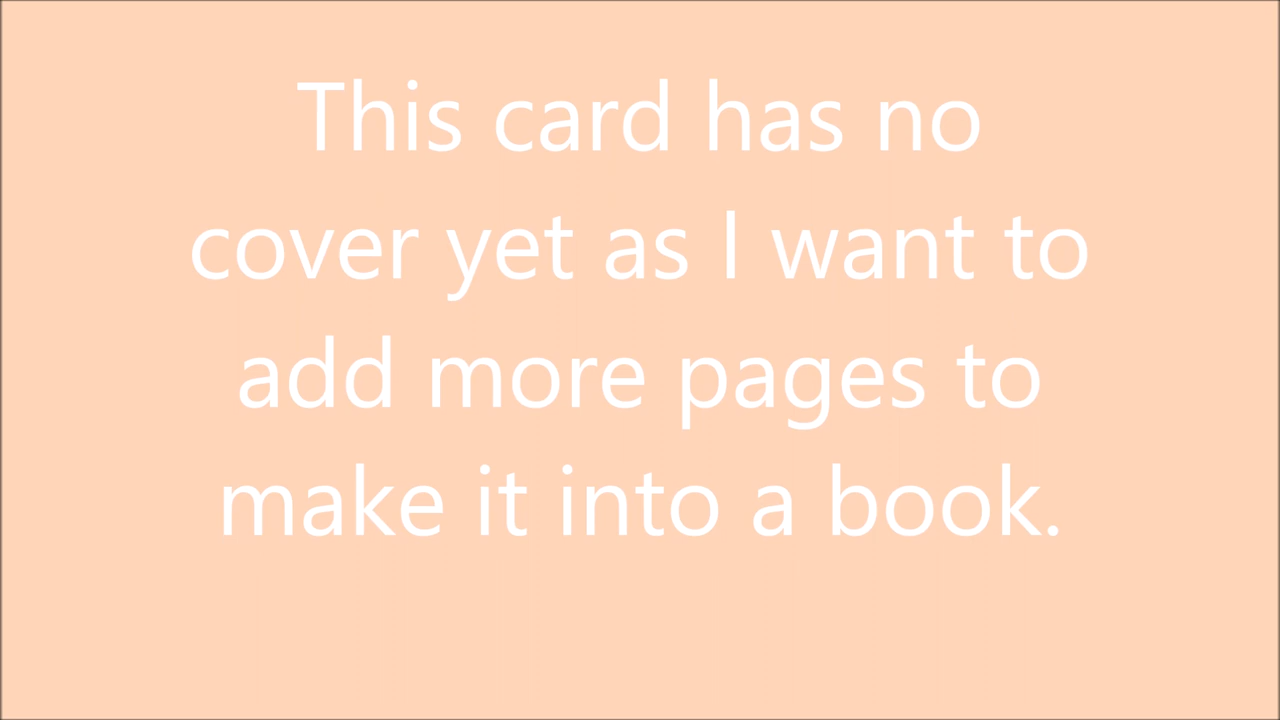 This card has no
cover yet as I want to
add more pages to
make it into a book.